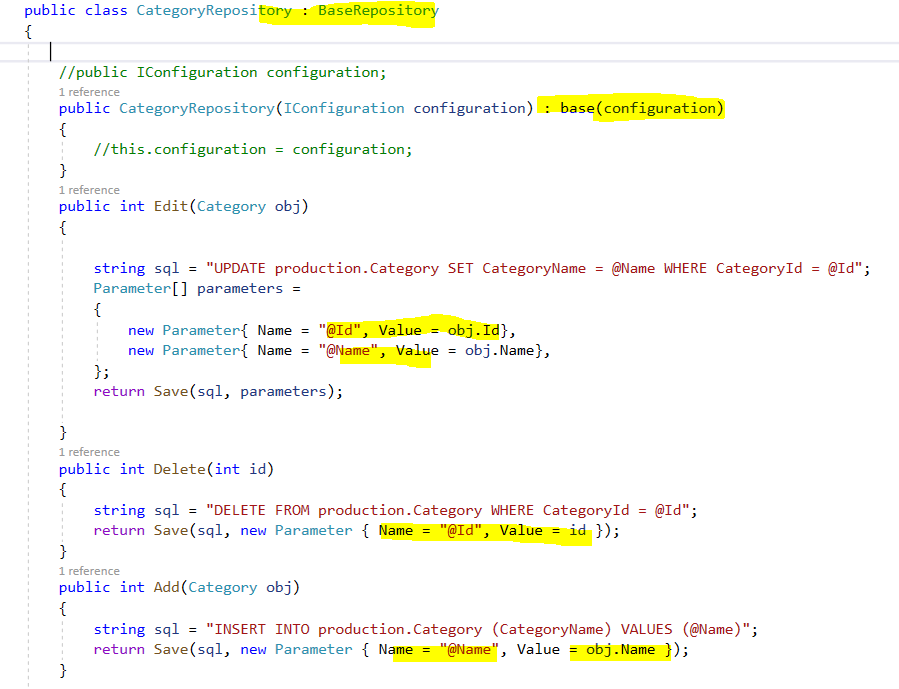 public class CategoryRepository : BaseRepository
{
//public IConfiguration configuration;
1 reference
public CategoryRepository(IConfiguration configuration) : base(configuration)
{
//this.configuration = configuration;
}
1 reference
public int Edit(Category obj)
{
string sql = "UPDATE production.Category SET CategoryName = @Name WHERE CategoryId = @Id";
Parameter[] parameters =
{
new Parameter{ Name = "@Id", Value = obj.Id},
new Parameter{ Name = "@Name", Value = obj.Name},
};
return Save(sql, parameters);
}
1 reference
public int Delete(int id)
{
string sql = "DELETE FROM production.Category WHERE CategoryId = @Id";
return Save(sql, new Parameter { Name = "@Id", Value = id });
}
1 reference
public int Add(Category obj)
{
string sql = "INSERT INTO production.Category (CategoryName) VALUES (@Name)";
return Save(sql, new Parameter { Name = "@Name", Value = obj.Name });
}